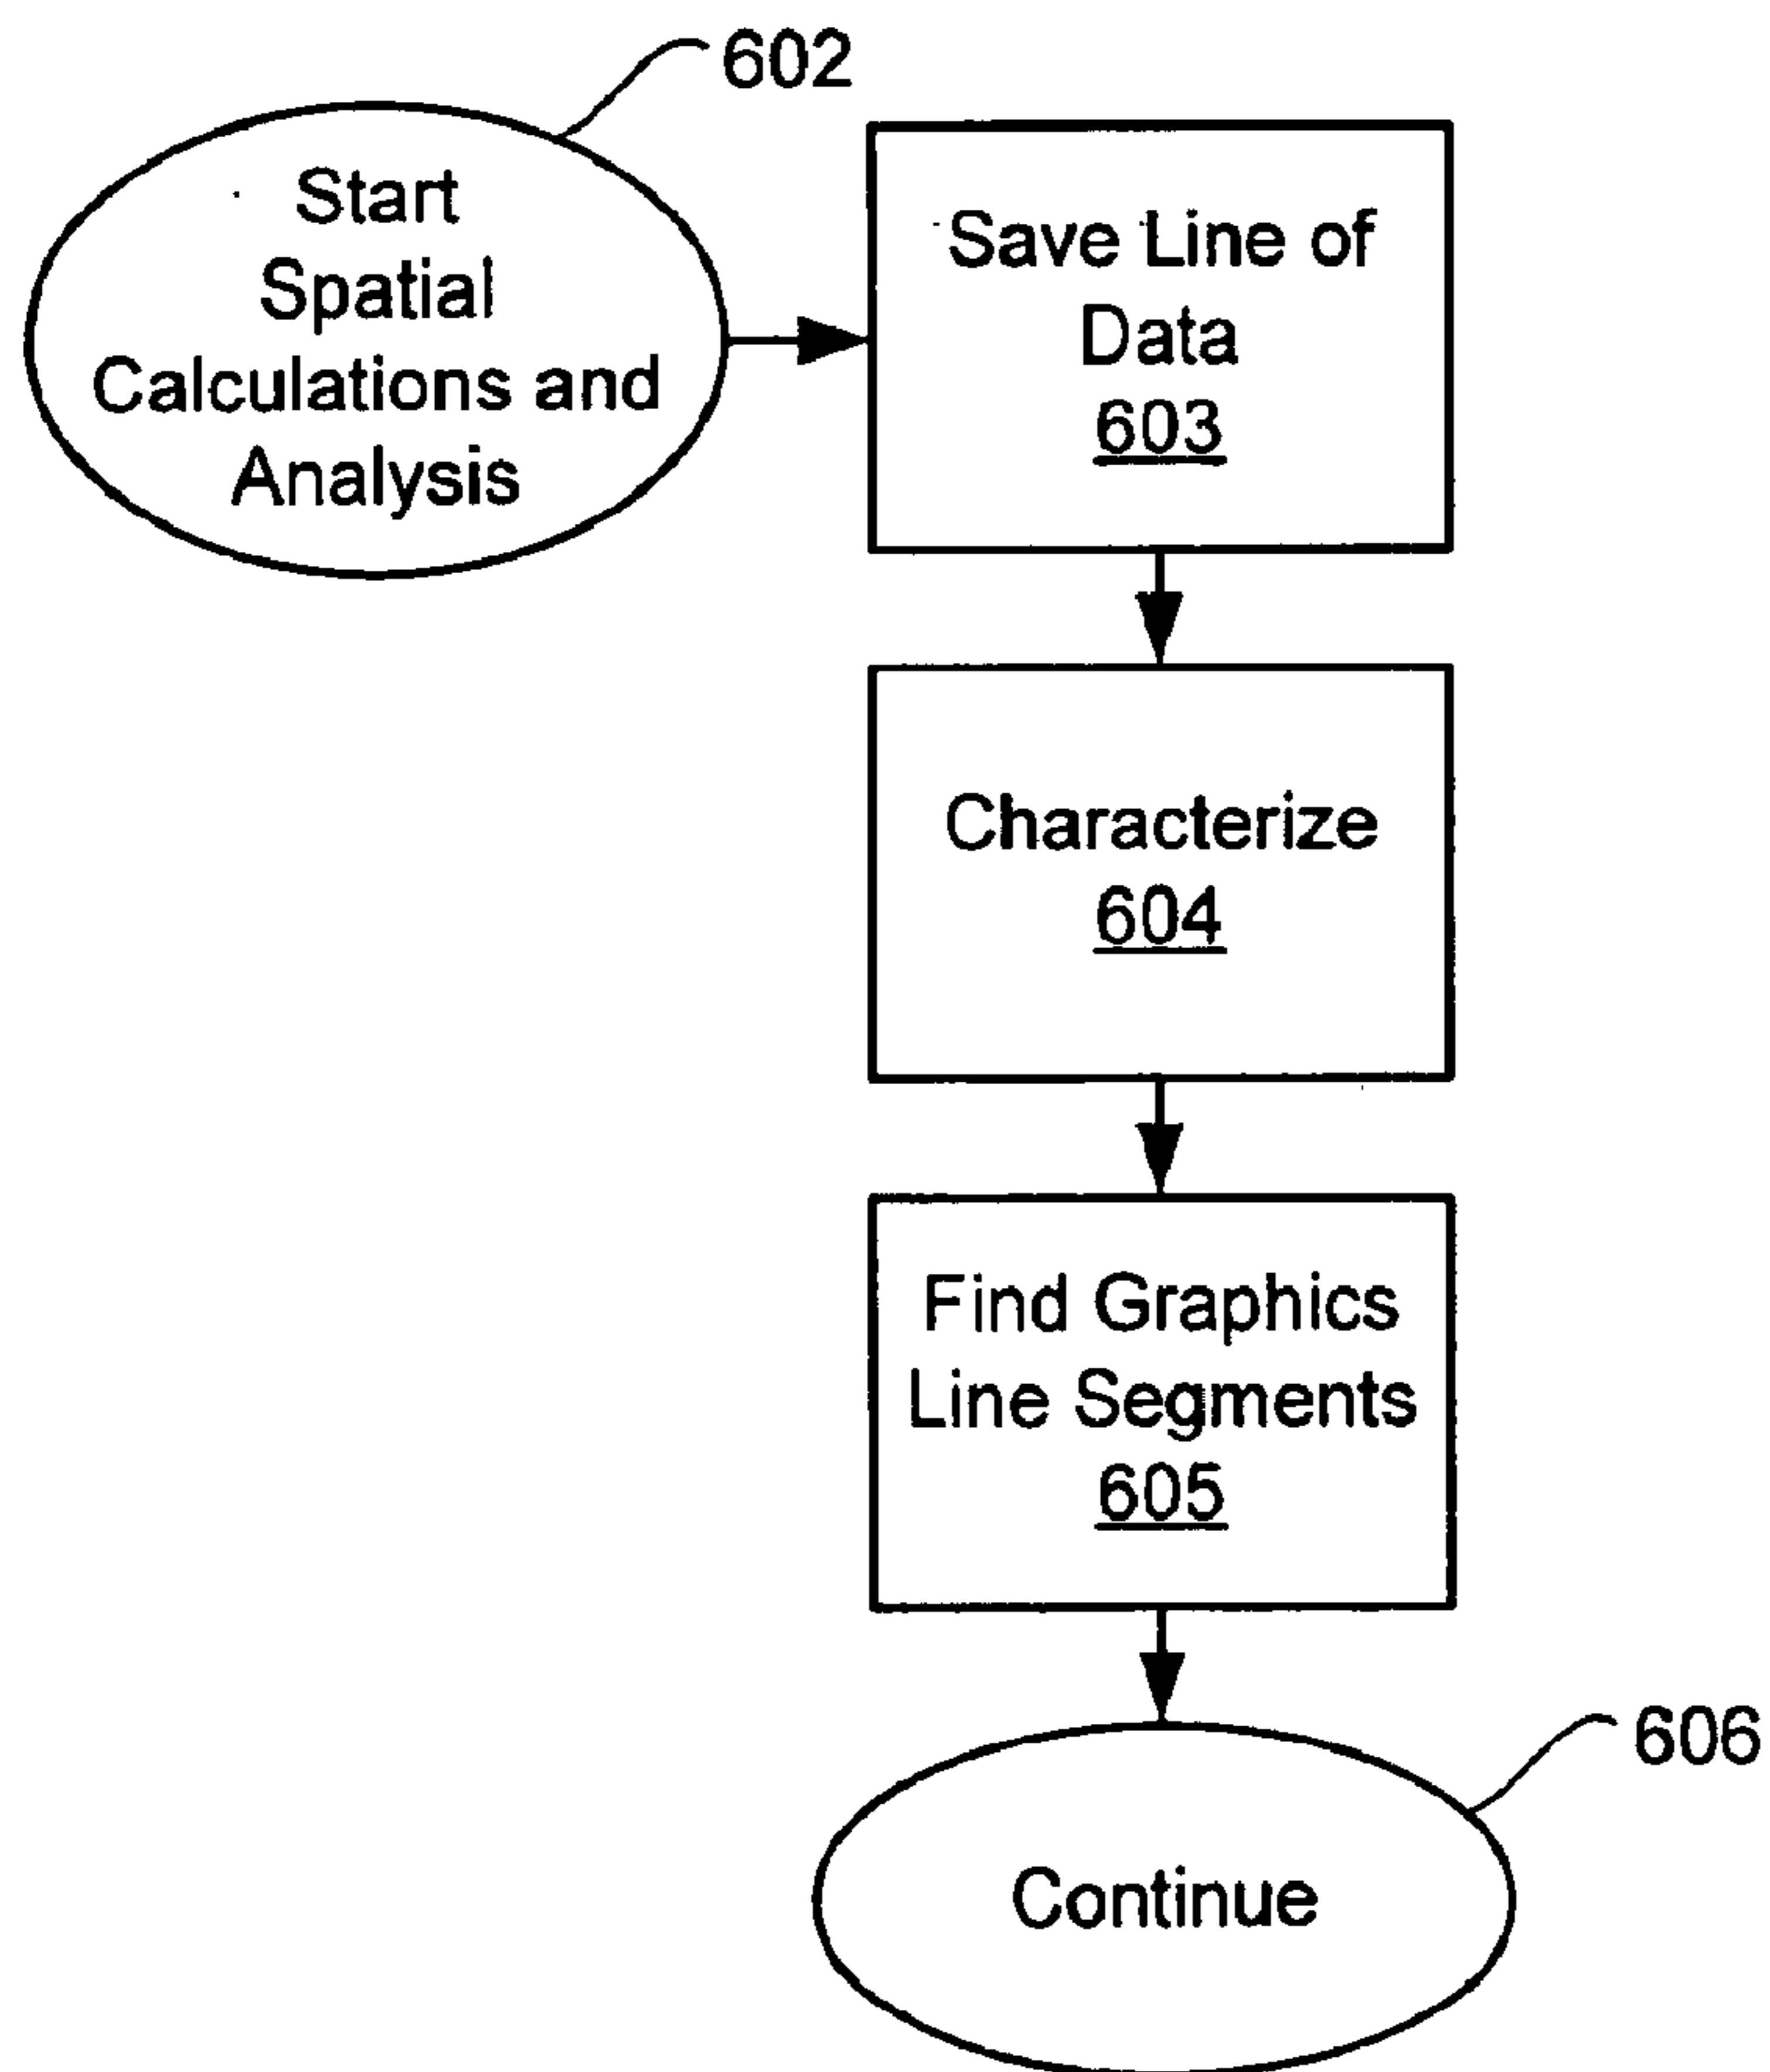 602
Start
Spatial
Calculations and
Analysis
Save Line of
Data
603
Characterize
604
Find Graphics
Line Segments
605
606
Continue